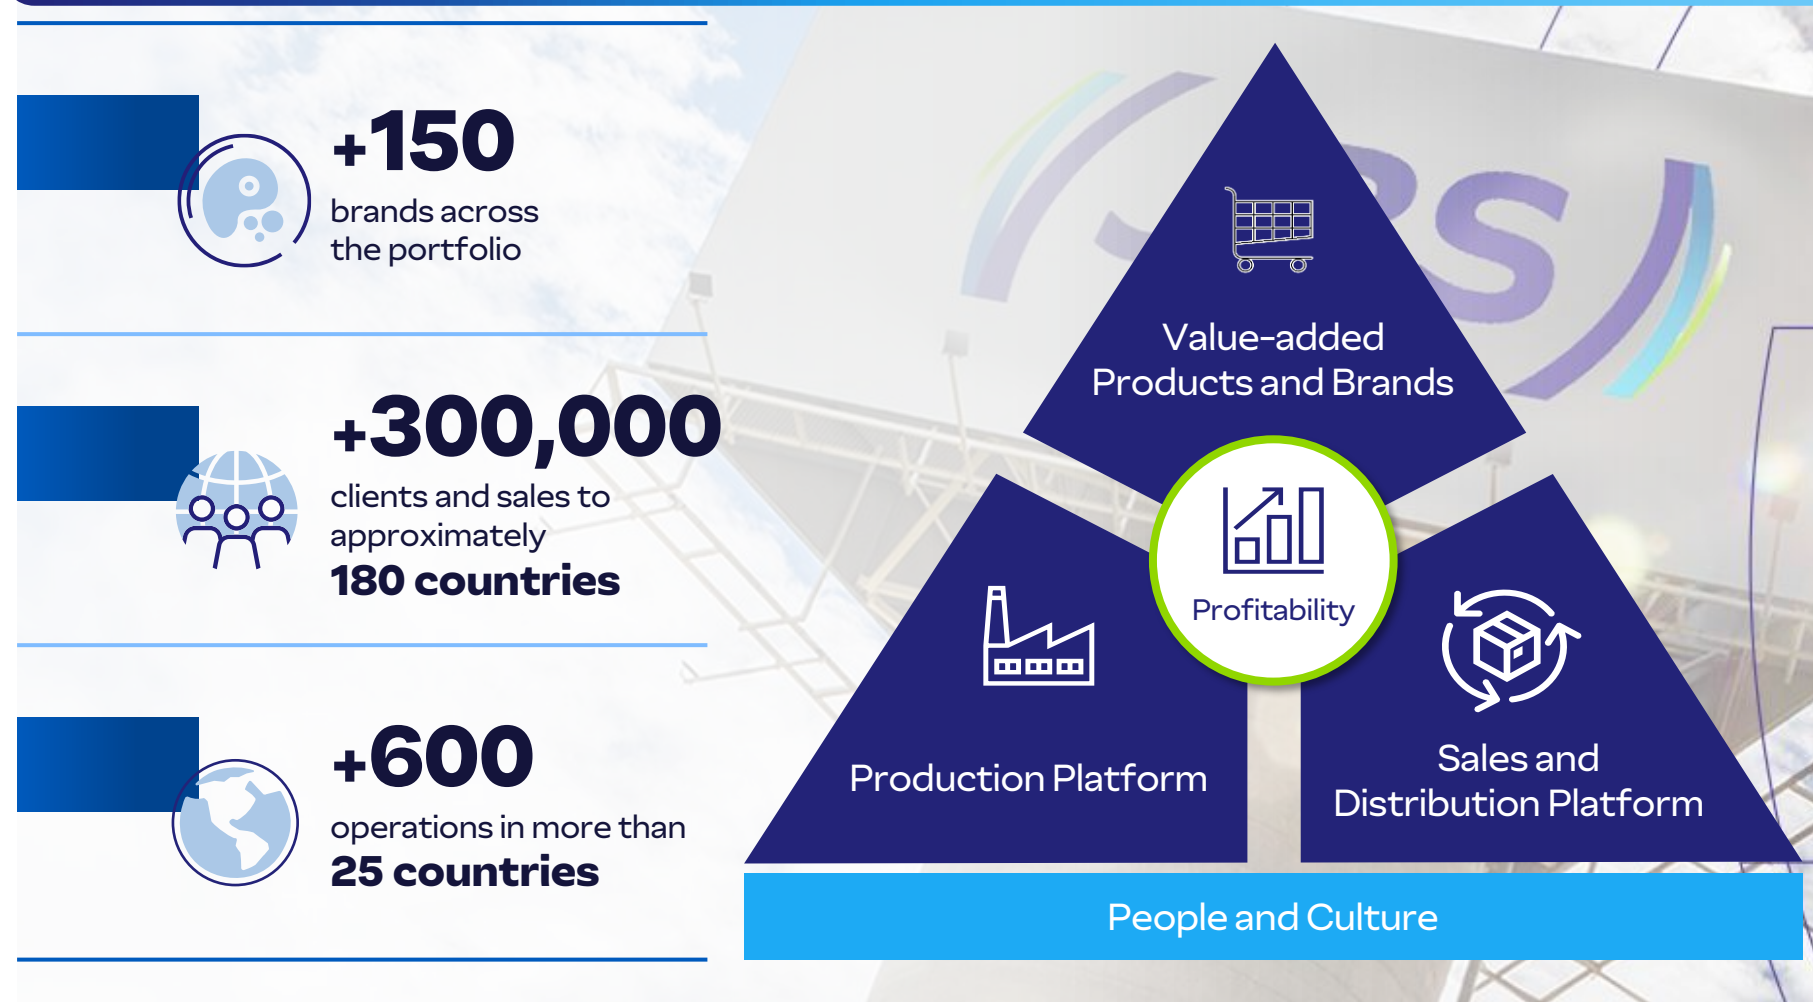 +150
brands across
the portfolio
+300,000
clients and sales to
approximately
180 countries
+600
operations in more than
25 countries
Value-added
Products and Brands
Profitability
Production Platform
Sales and
Distribution Platform
People and Culture